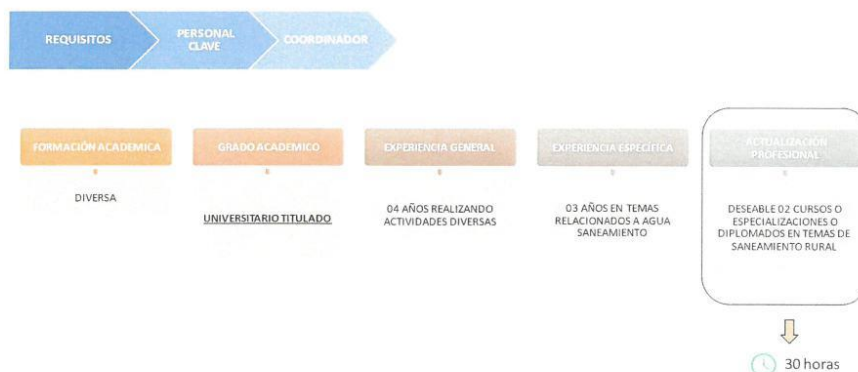 REQUISITOS
PERSONAL
CLAVE
COORDINADOR
FORMACIÓN ACADEMICA
DIVERSA
GRADO ACADEMICO
UNIVERSITARIO TITULADO
EXPERIENCIA GENERAL
04 AÑOS REALIZANDO
ACTIVIDADES DIVERSAS
EXPERIENCIA ESPECÍFICA
03 AÑOS EN TEMAS
RELACIONADOS A AGUA
SANEAMIENTO
ACTUALIZACIÓN
PROFESIONAL
DESEABLE 02 CURSOS O
ESPECIALIZACIONES O
DIPLOMADOS EN TEMAS DE
SANEAMIENTO RURAL
30 horas